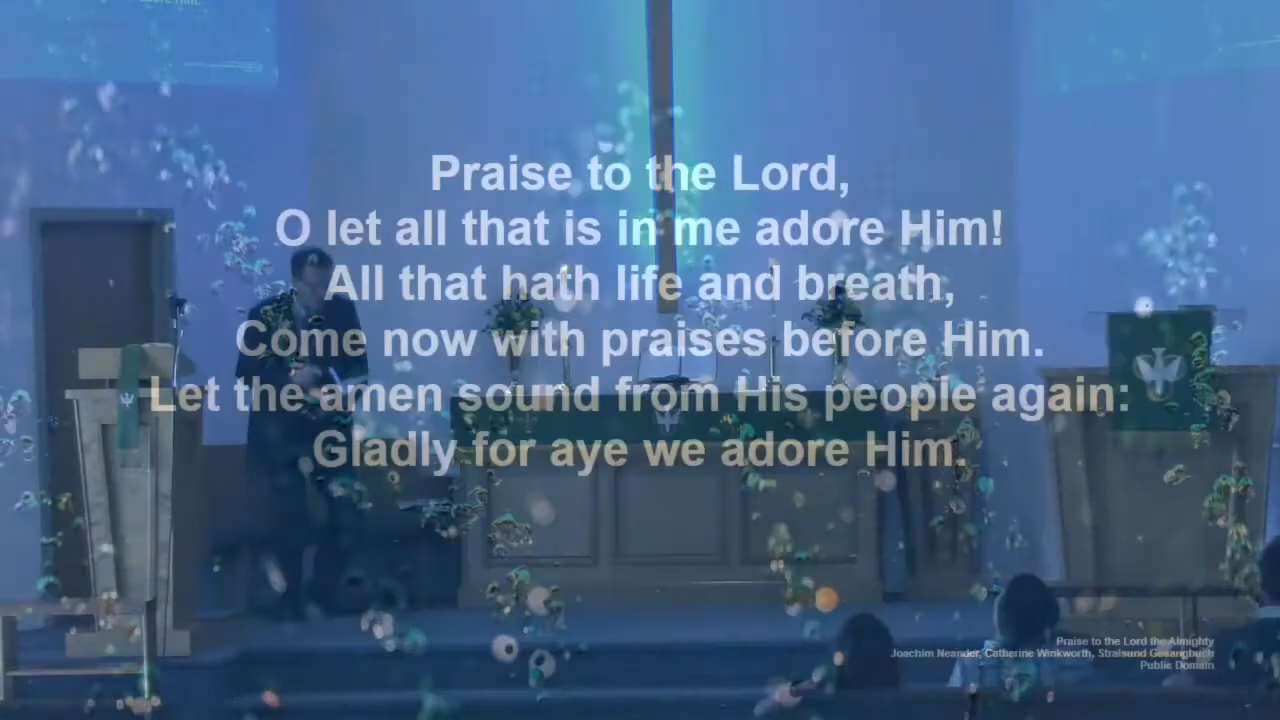 adore Him.
Praise to the Lord,
O let all that is in me adore Him!
All that hath life and breath,
Come now with praises before Him.
Let the amen sound from His people again:
Gladly for aye we adore Him.
Praise to the Lord the Almighty
Joachim Neander, Catherine Winkworth, Stralsund Gesangbuch
Public Domain